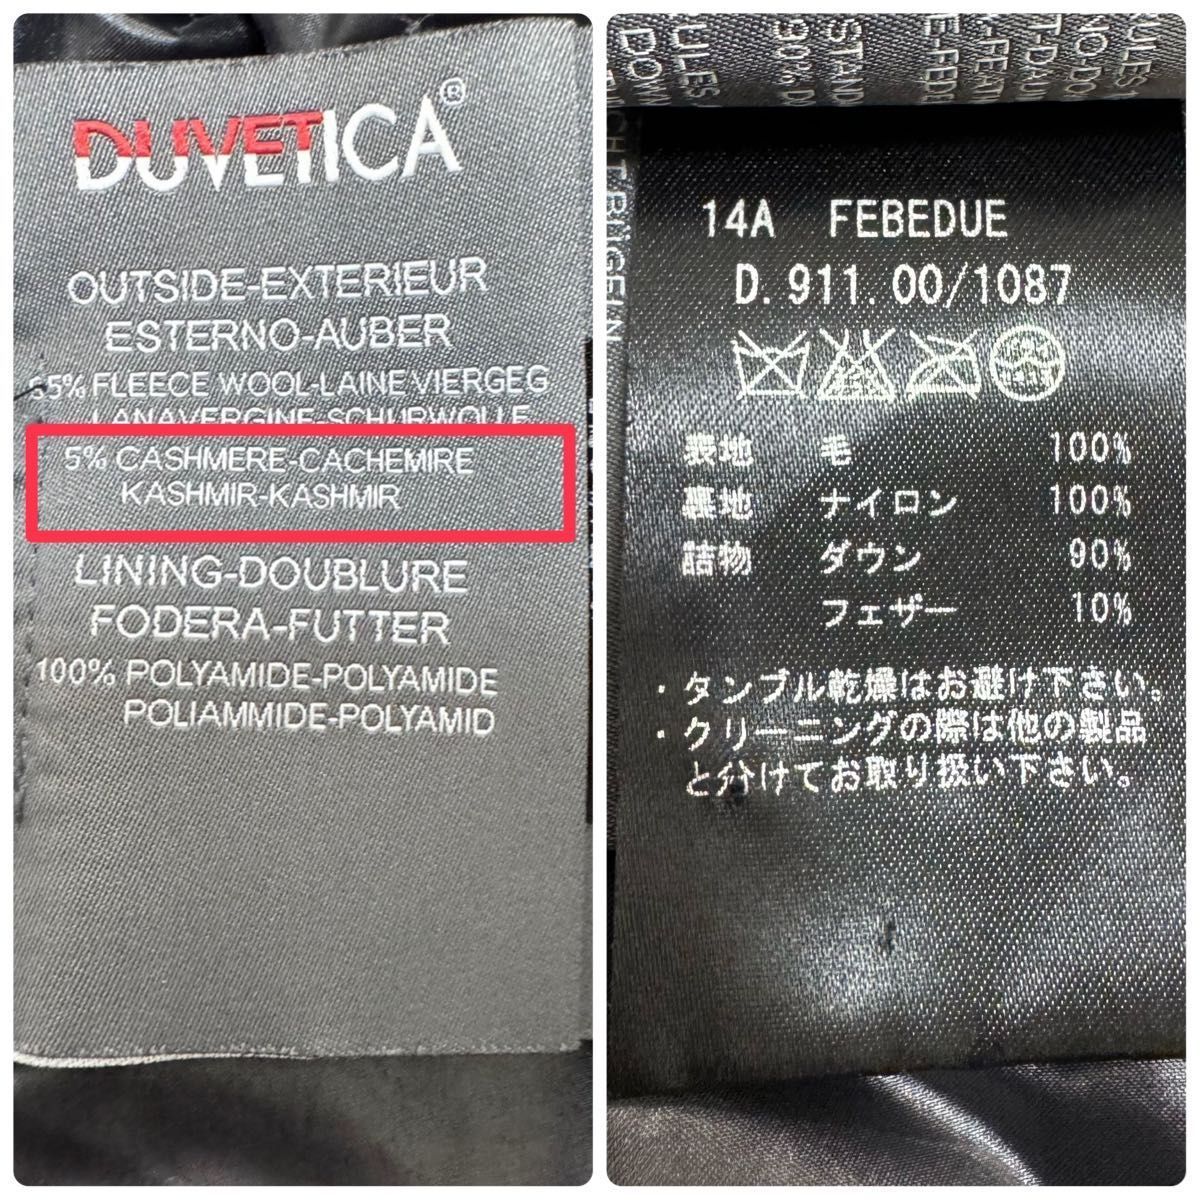 DUVETICA®
OUTSIDE-EXTERIEUR
ESTERNO-AUBER
FLEECE WOOL-LAINE VIERGEG
LANAVERGINE-SCHURWOLLE
5% CASHMERE-CACHEMIRE
KASHMIR-KASHMIR
LINING-DOUBLURE
FODERA-FUTTER
100% POLYAMIDE-POLYAMIDE
POLIAMMIDE-POLYAMID
DOWN
RULES
30% D
STANDA
14A FEBEDUE
D. 911. 00/1087
表地 毛 100%
裏地 ナイロン 100%
詰物 ダウン 90%
フェザー 10%
・タンブル乾燥はお避け下さい。
・クリーニングの際は他の製品
と分けてお取り扱い下さい。